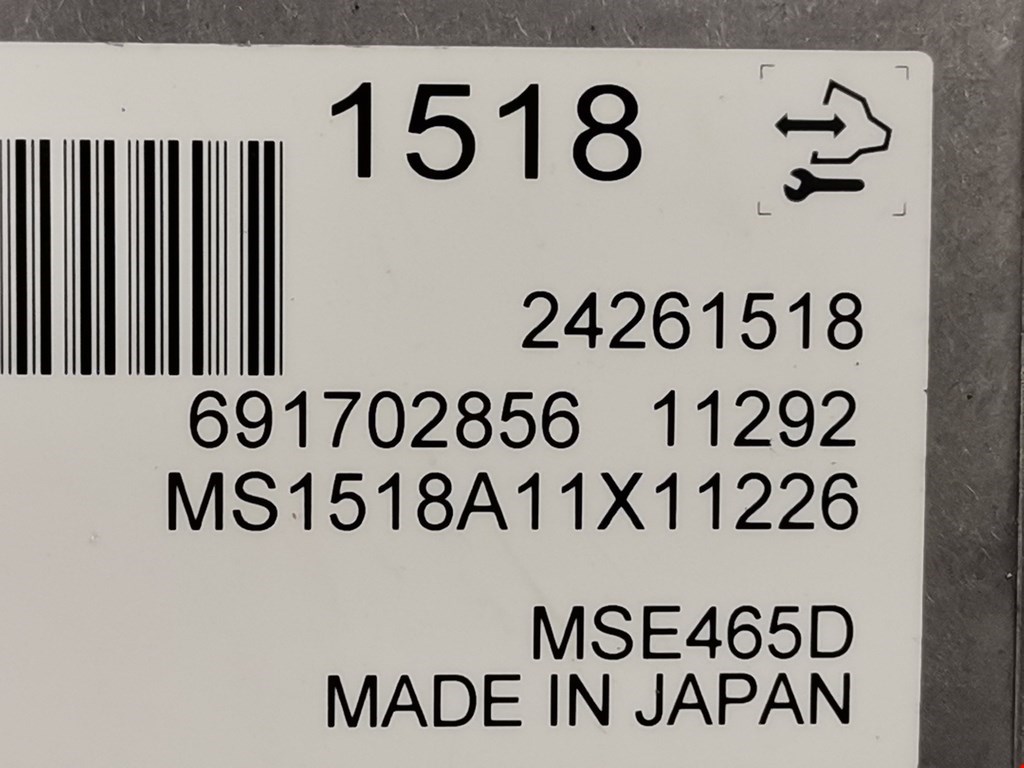 1518
24261518
691702856 11292
MS1518A11X11226
MSE465D
MADE IN JAPAN